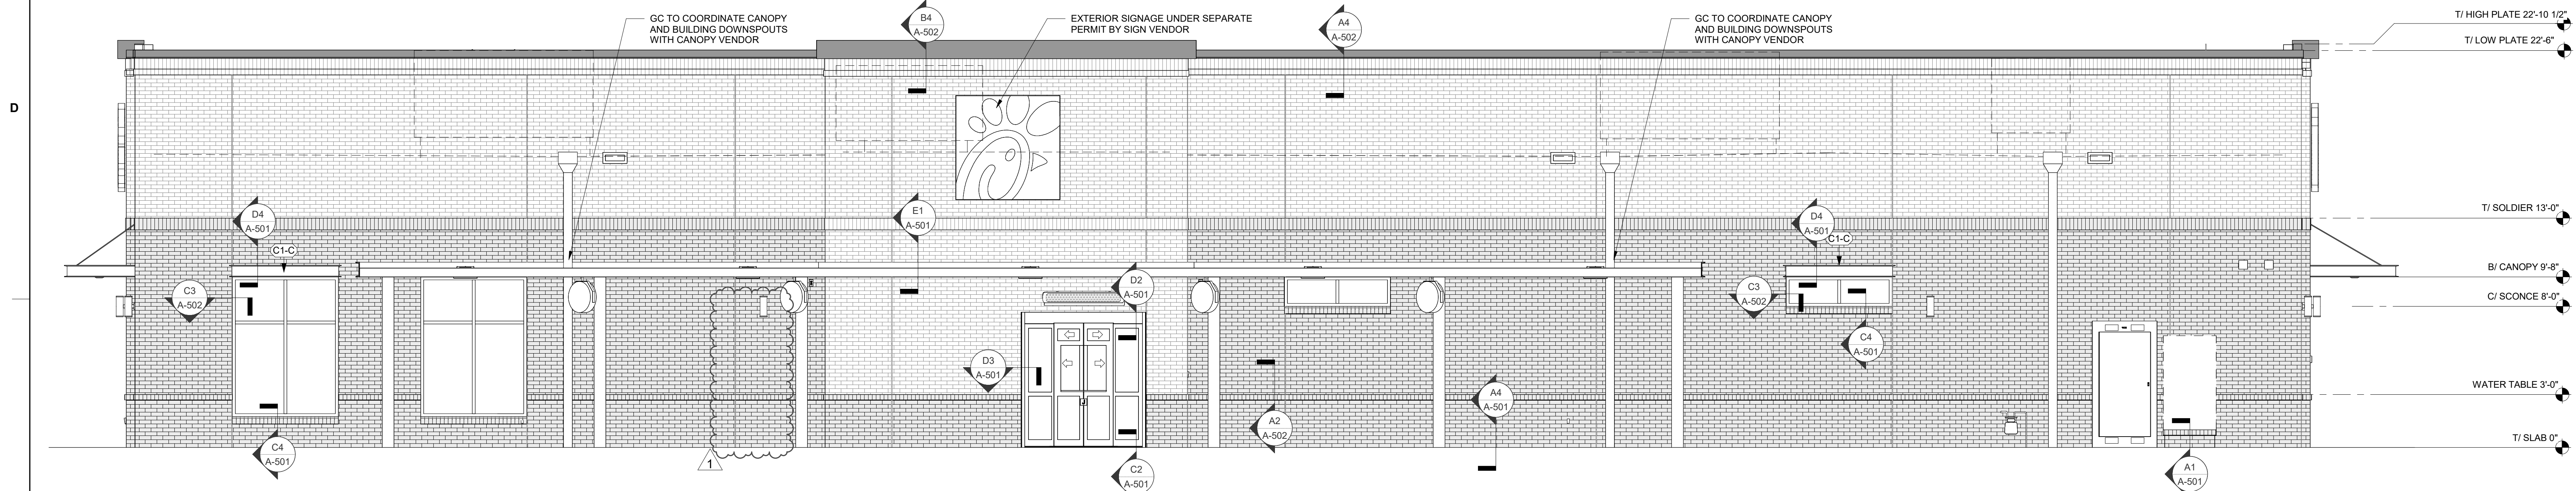 D
GC TO COORDINATE CANOPY
AND BUILDING DOWNSPOUTS
WITH CANOPY VENDOR
B4
A-502
EXTERIOR SIGNAGE UNDER SEPARATE
PERMIT BY SIGN VENDOR
A4
A-502
GC TO COORDINATE CANOPY
AND BUILDING DOWNSPOUTS
WITH CANOPY VENDOR
T/ HIGH PLATE 22'-10 1/2"
T/ LOW PLATE 22'-6"
D4
A-501
C1-C
E1
A-501
D4
A-501
C1-C
T/ SOLDIER 13'-0"
C3
A-502
D2
A-501
C3
A-502
B/ CANOPY 9'-8"
C/ SCONCE 8'-0"
D3
A-501
C4
A-501
A4
A-501
WATER TABLE 3'-0"
A2
A-502
C4
A-501
1
C2
A-501
A1
A-501
T/ SLAB 0"